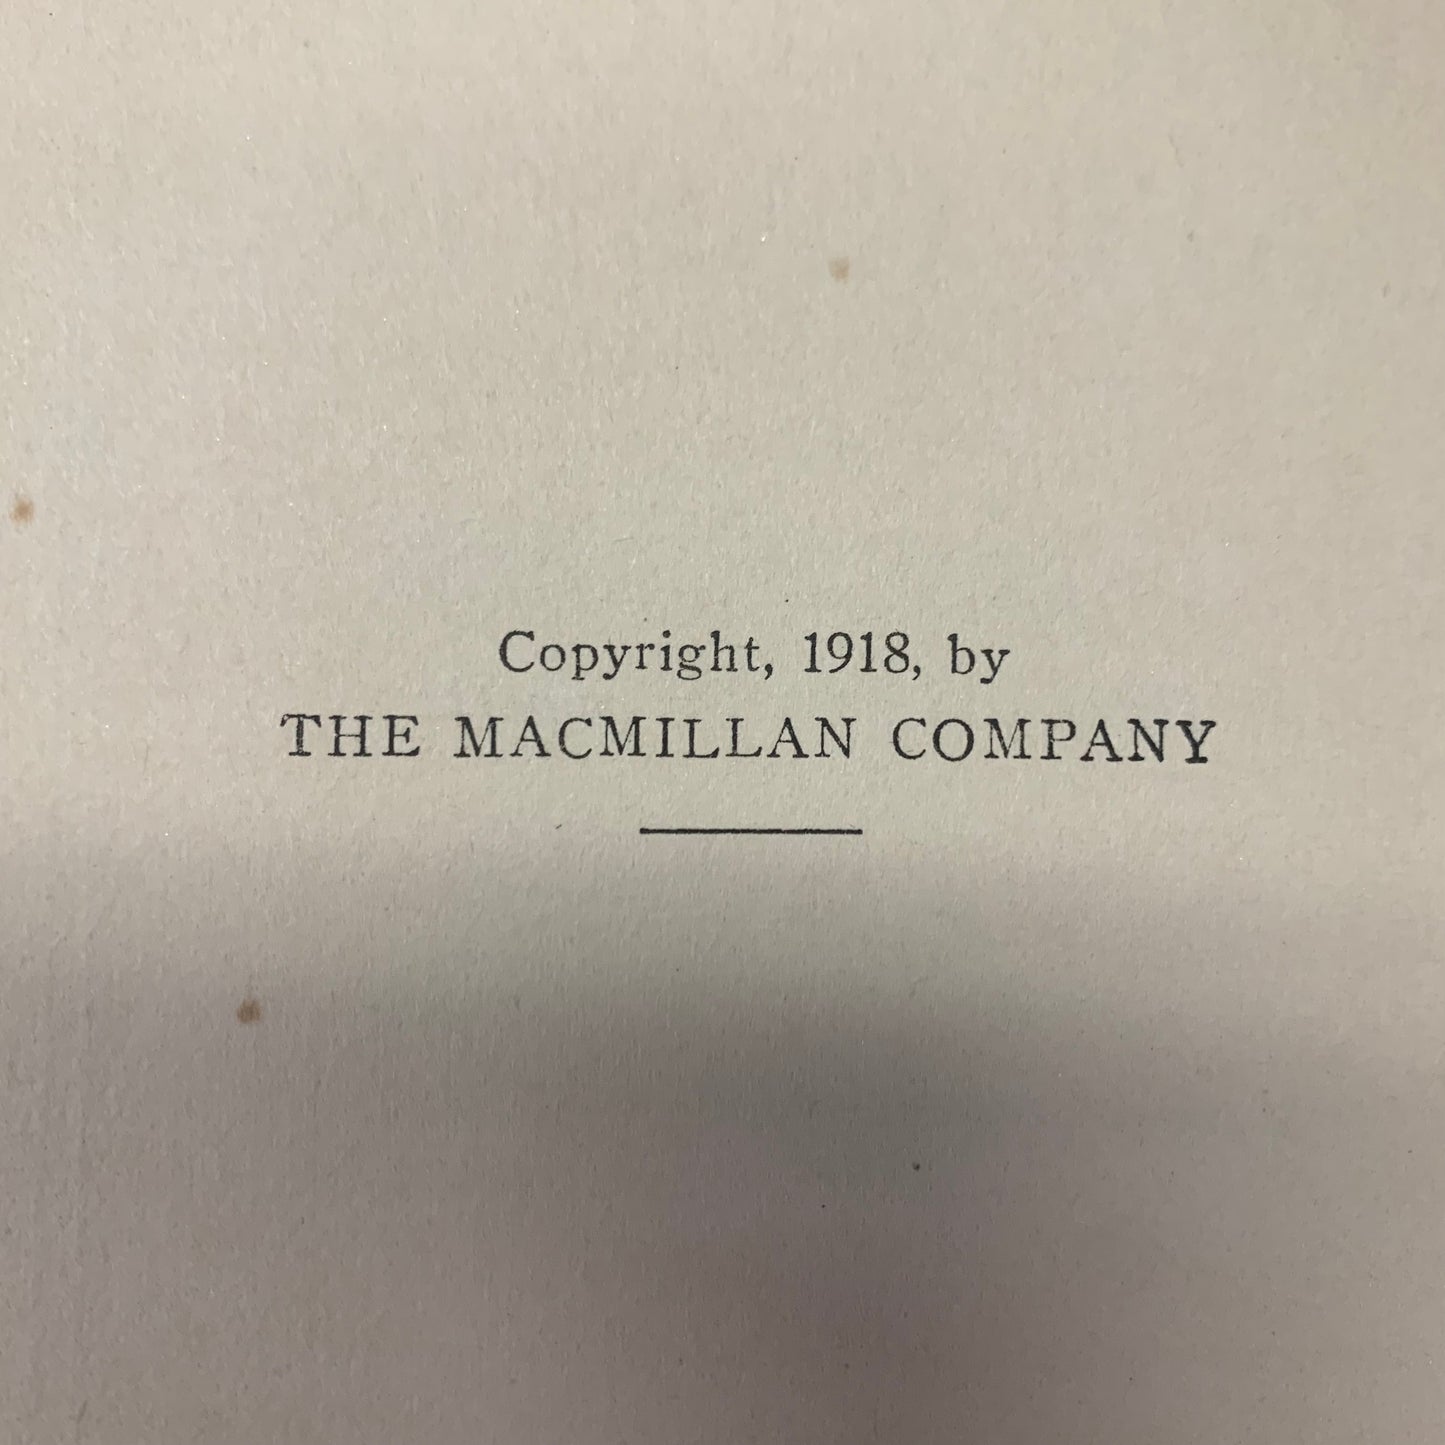 Copyright, 1918, by
THE MACMILLAN COMPANY